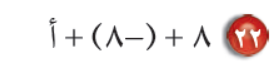 ٢٢ ٨ + (−٨) + أ